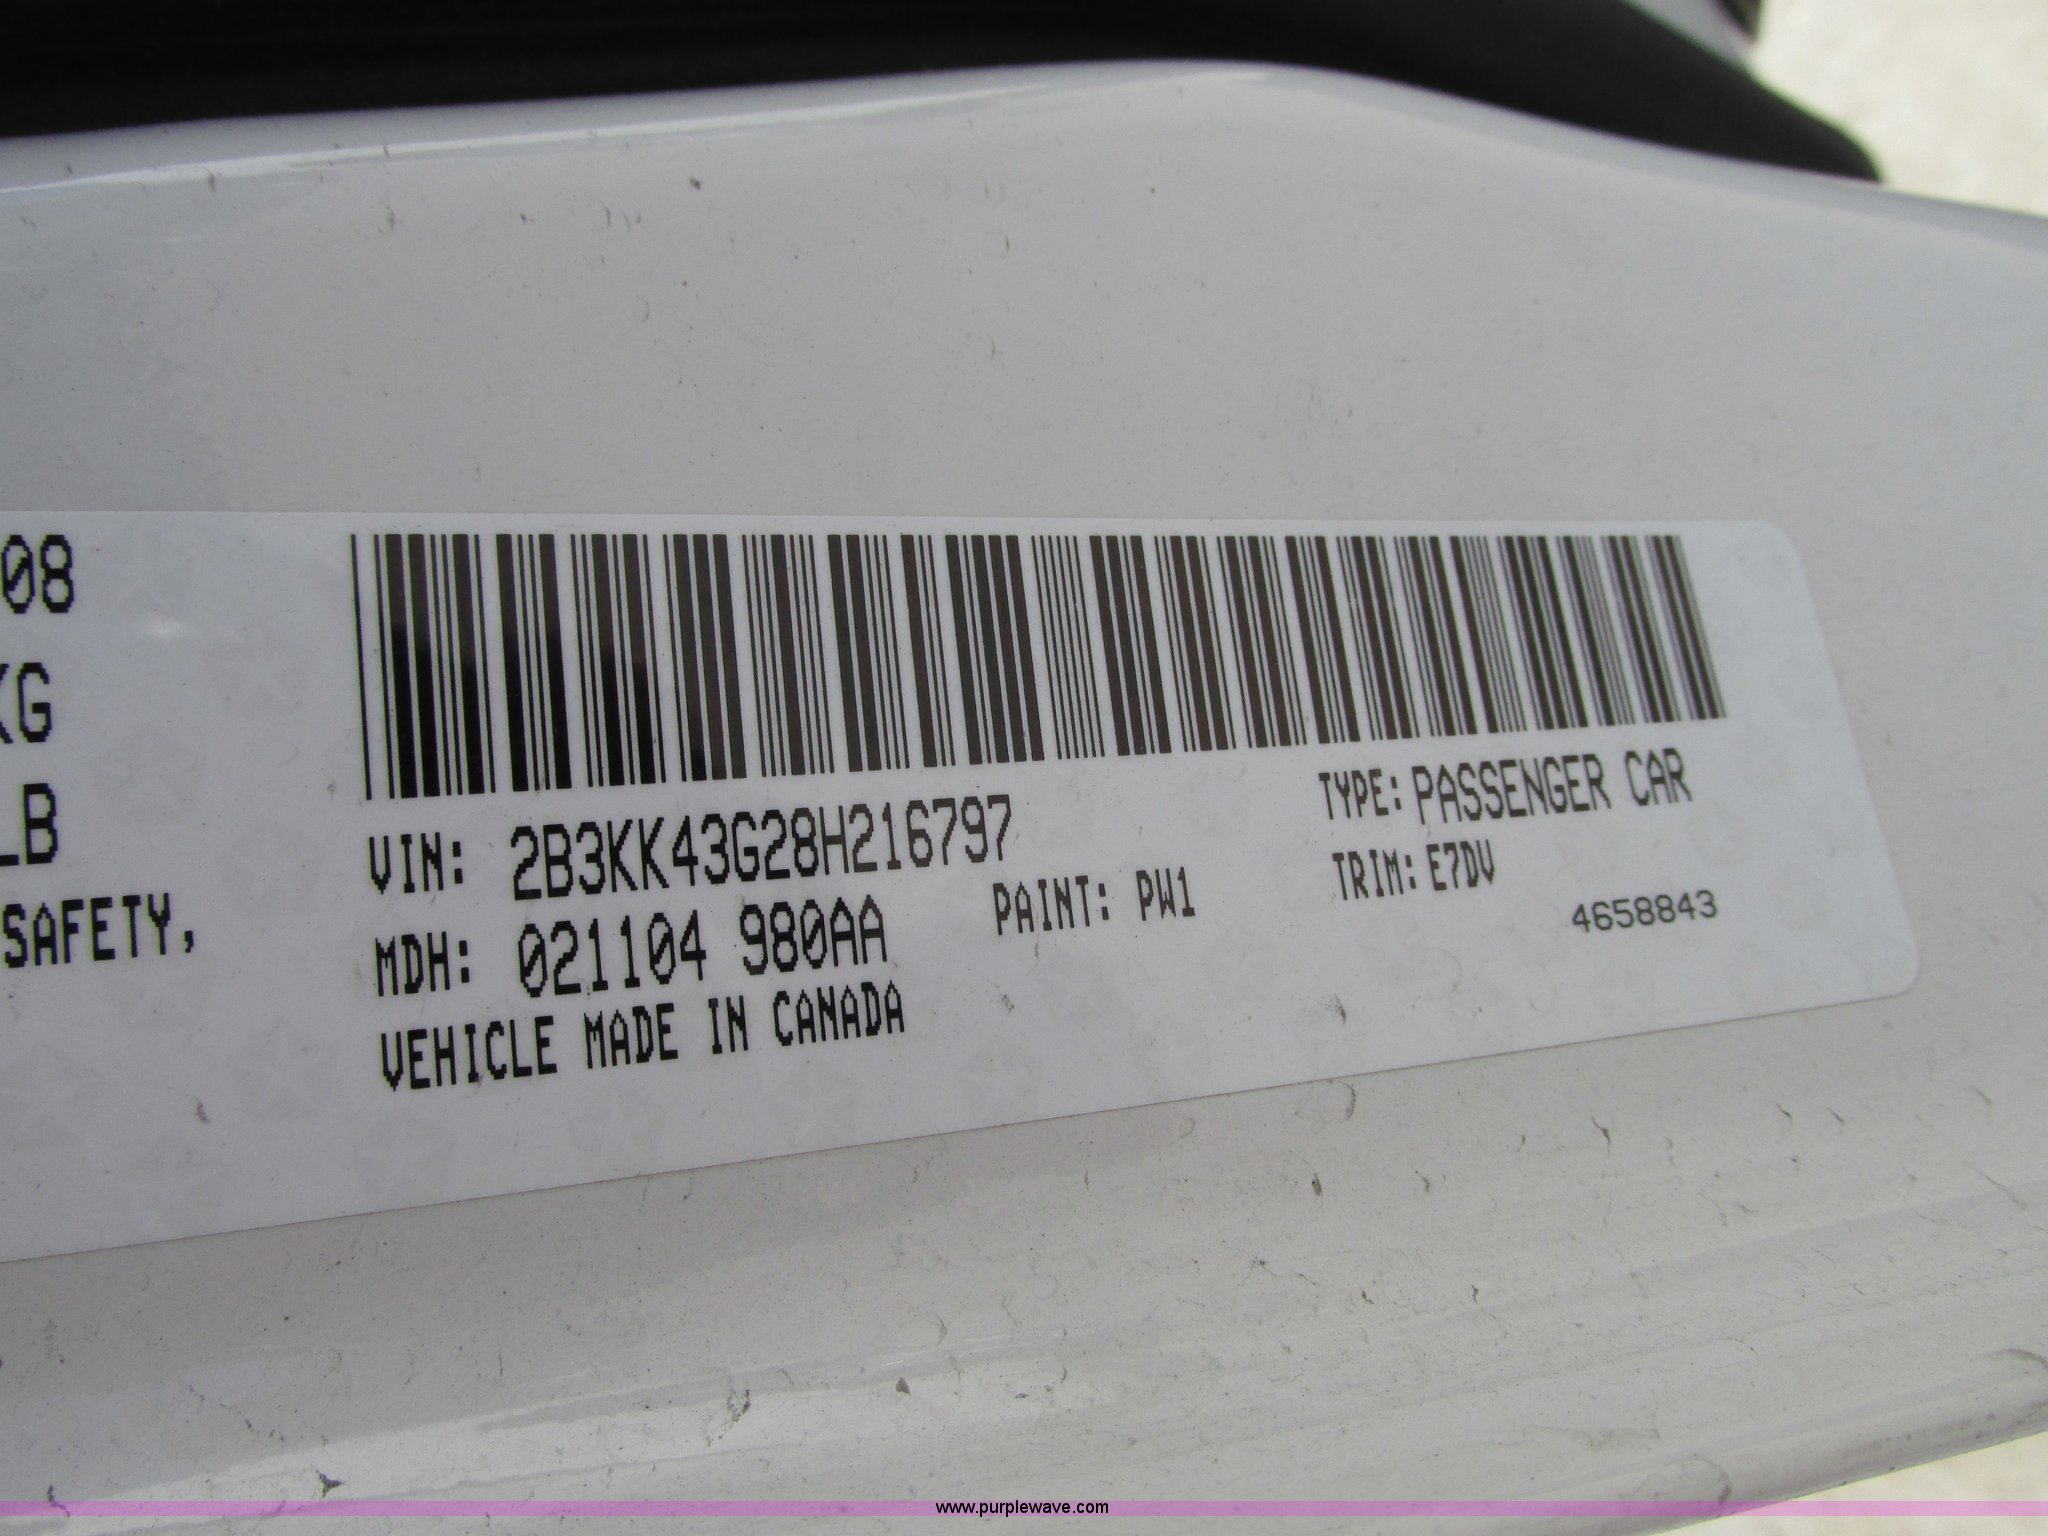 08
KG
LB
SAFETY,
VIN: 2B3KK43G28H216797
TYPE: PASSENGER CAR
MDH: 021104 980AA
PAINT: PW1
TRIM: E7DV
4658843
VEHICLE MADE IN CANADA
www.purplewave.com